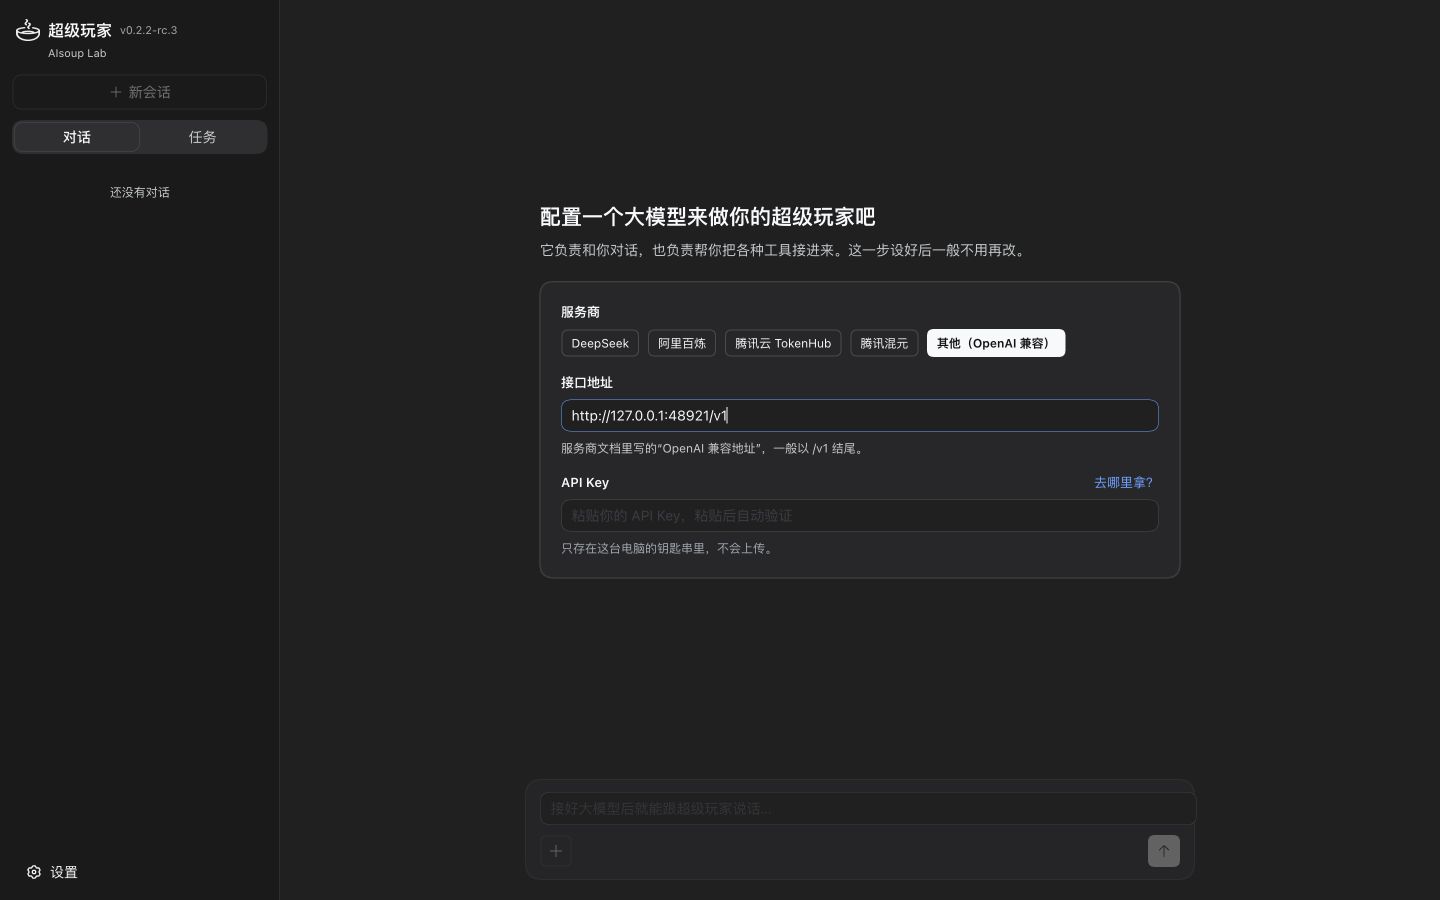 超级玩家 v0.2.2-rc.3
AIsoup Lab
新会话
对话 任务
还没有对话
配置一个大模型来做你的超级玩家吧
它负责和你对话，也负责帮你把各种工具接进来。这一步设好后一般不用再改。
服务商
DeepSeek 阿里百炼 腾讯云 TokenHub 腾讯混元 其他（OpenAI 兼容）
接口地址
http://127.0.0.1:48921/v1
服务商文档里写的“OpenAI 兼容地址”，一般以 /v1 结尾。
API Key 去哪里拿?
粘贴你的 API Key，粘贴后自动验证
只存在这台电脑的钥匙串里，不会上传。
接好大模型后就能跟超级玩家说话...
设置